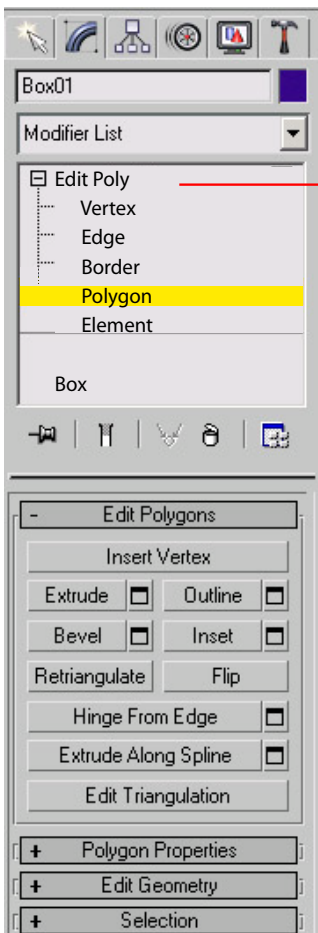 Box01
Modifier List
Edit Poly
Vertex
Edge
Border
Polygon
Element
Box
- Edit Polygons
Insert Vertex
Extrude Outline
Bevel Inset
Retriangulate Flip
Hinge From Edge
Extrude Along Spline
Edit Triangulation
+ Polygon Properties
+ Edit Geometry
+ Selection